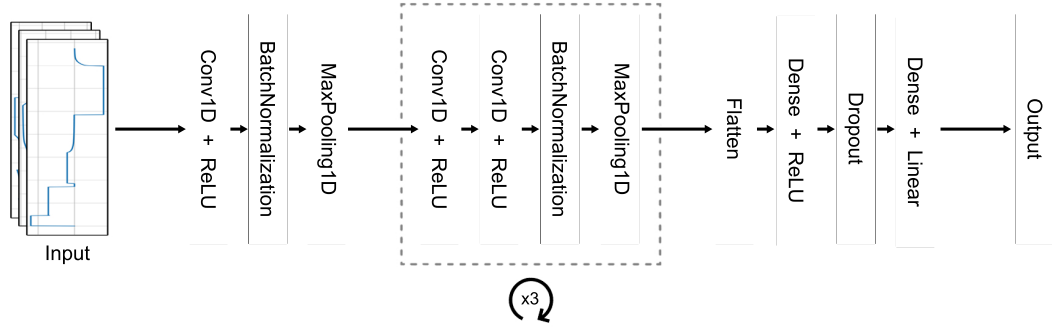 Input
Conv1D + ReLU
BatchNormalization
MaxPooling1D
Conv1D + ReLU
Conv1D + ReLU
BatchNormalization
MaxPooling1D
x3
Flatten
Dense + ReLU
Dropout
Dense + Linear
Output